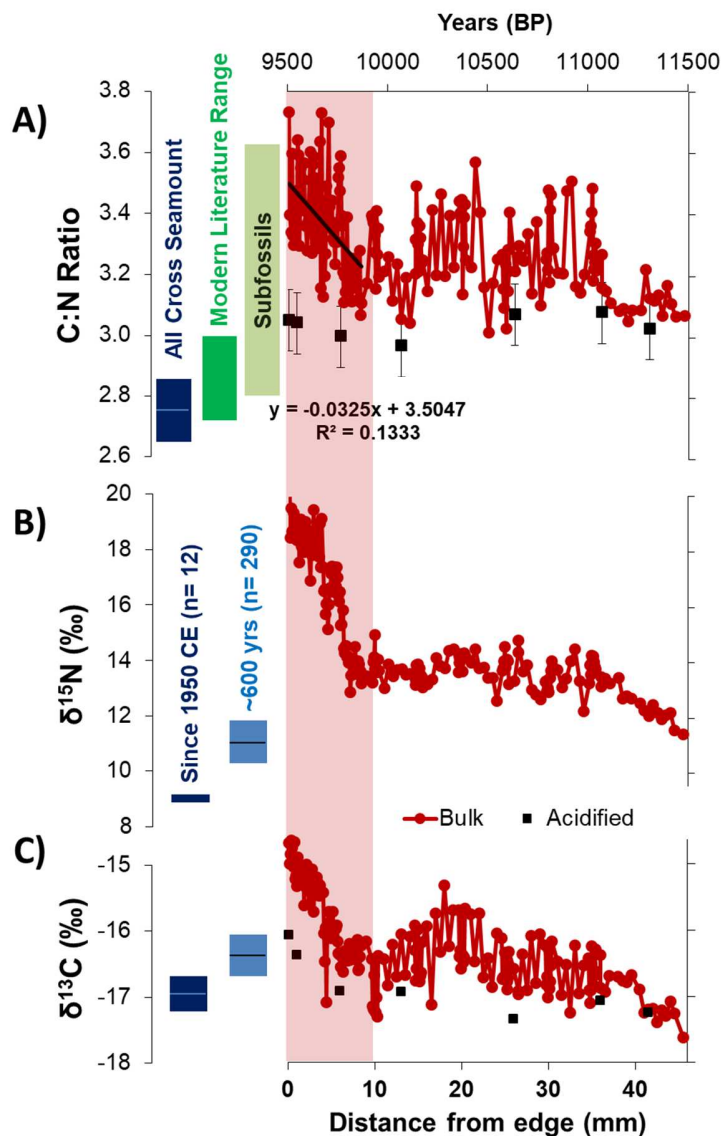 Years (BP)
9500 10000 10500 11000 11500
A)
C:N Ratio
3.8
3.6
3.4
3.2
3.0
2.8
2.6
All Cross Seamount
Modern Literature Range
Subfossils
y = -0.0325x + 3.5047
R² = 0.1333
B)
δ¹⁵N (‰)
20
18
16
14
12
10
8
Since 1950 CE (n= 12)
~600 yrs (n= 290)
Bulk Acidified
C)
δ¹³C (‰)
-15
-16
-17
-18
0 10 20 30 40
Distance from edge (mm)